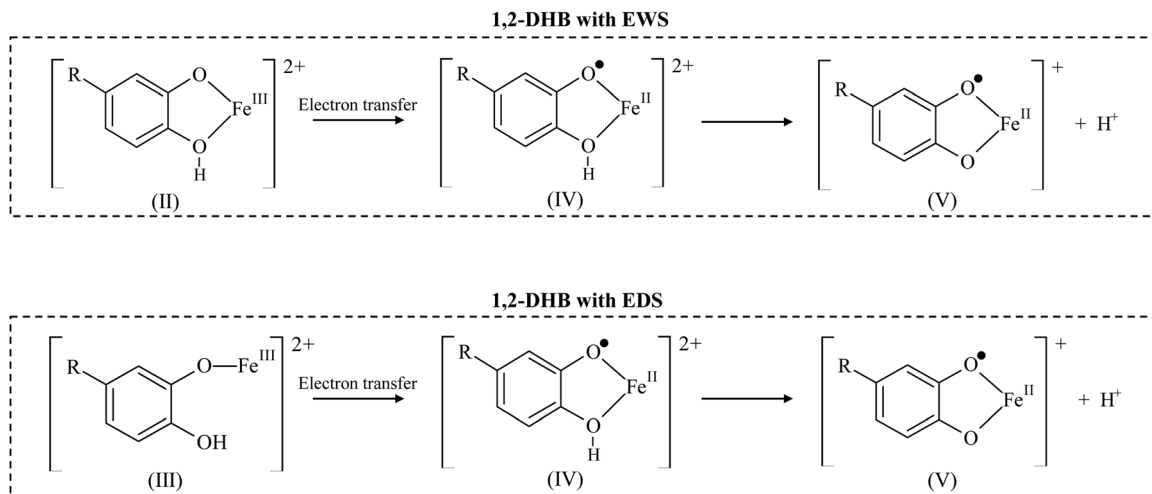 1,2-DHB with EWS
R O Fe III O H 2+
Electron transfer
R O• Fe II O H 2+
R O• Fe II O + + H+
(II) (IV) (V)
1,2-DHB with EDS
R O Fe III OH 2+
Electron transfer
R O• Fe II O H 2+
R O• Fe II O + + H+
(III) (IV) (V)